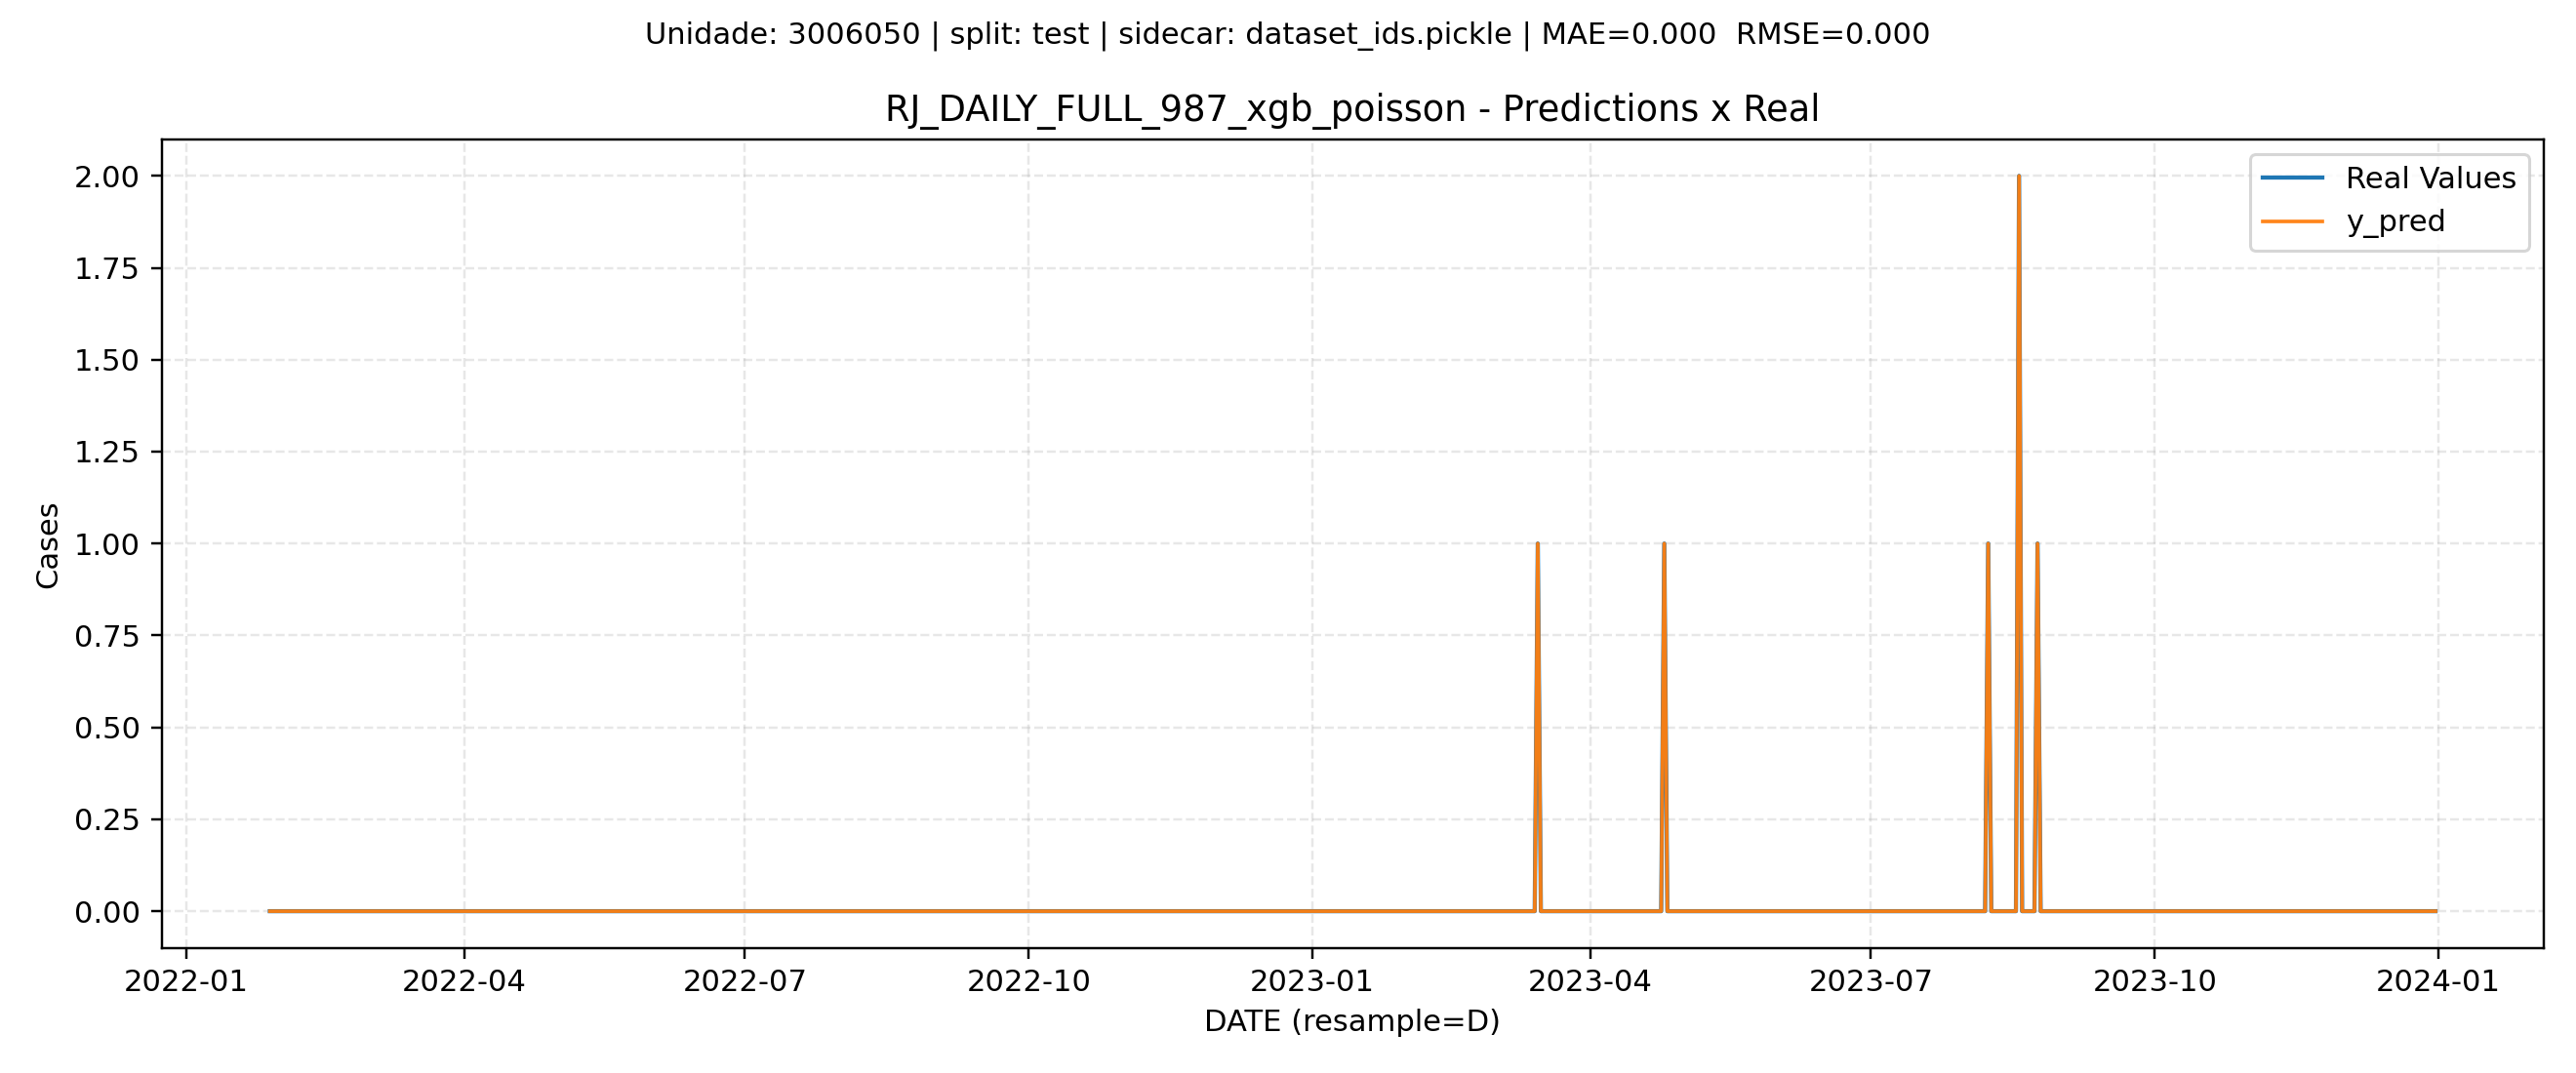 Unidade: 3006050 | split: test | sidecar: dataset_ids.pickle | MAE=0.000  RMSE=0.000
RJ_DAILY_FULL_987_xgb_poisson - Predictions x Real
Real Values
y_pred
2.00
1.75
1.50
1.25
1.00
0.75
0.50
0.25
0.00
Cases
2022-01 2022-04 2022-07 2022-10 2023-01 2023-04 2023-07 2023-10 2024-01
DATE (resample=D)